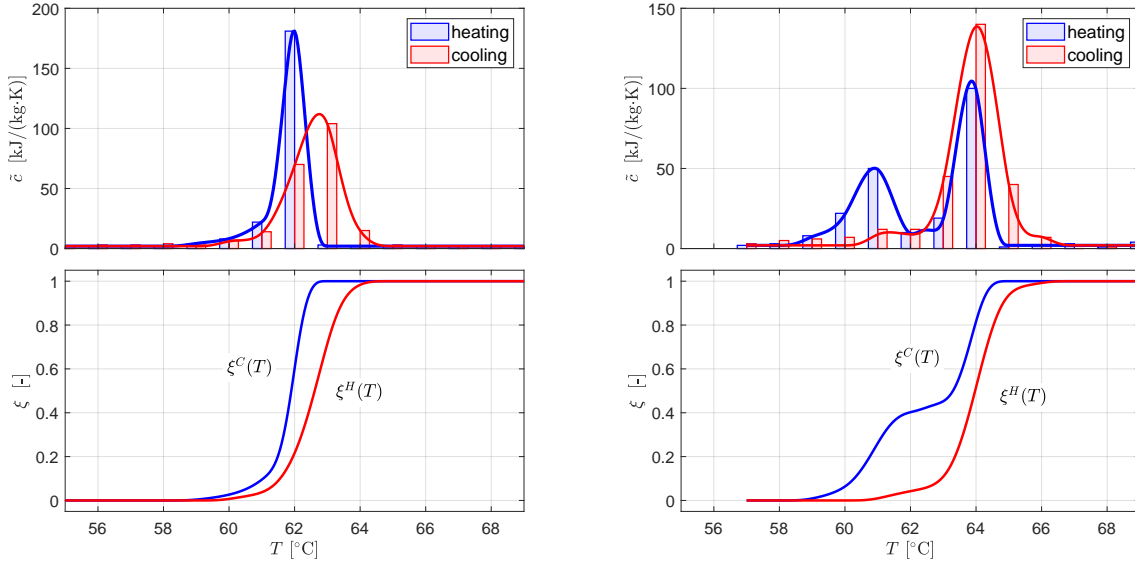 200
150
100
50
0
c̃ [kJ/(kg·K)]
heating
cooling
1
0.8
0.6
0.4
0.2
0
ξ [-]
ξ^C(T)
ξ^H(T)
56 58 60 62 64 66 68
T [°C]
150
100
50
0
c̃ [kJ/(kg·K)]
heating
cooling
1
0.8
0.6
0.4
0.2
0
ξ [-]
ξ^C(T)
ξ^H(T)
56 58 60 62 64 66 68
T [°C]